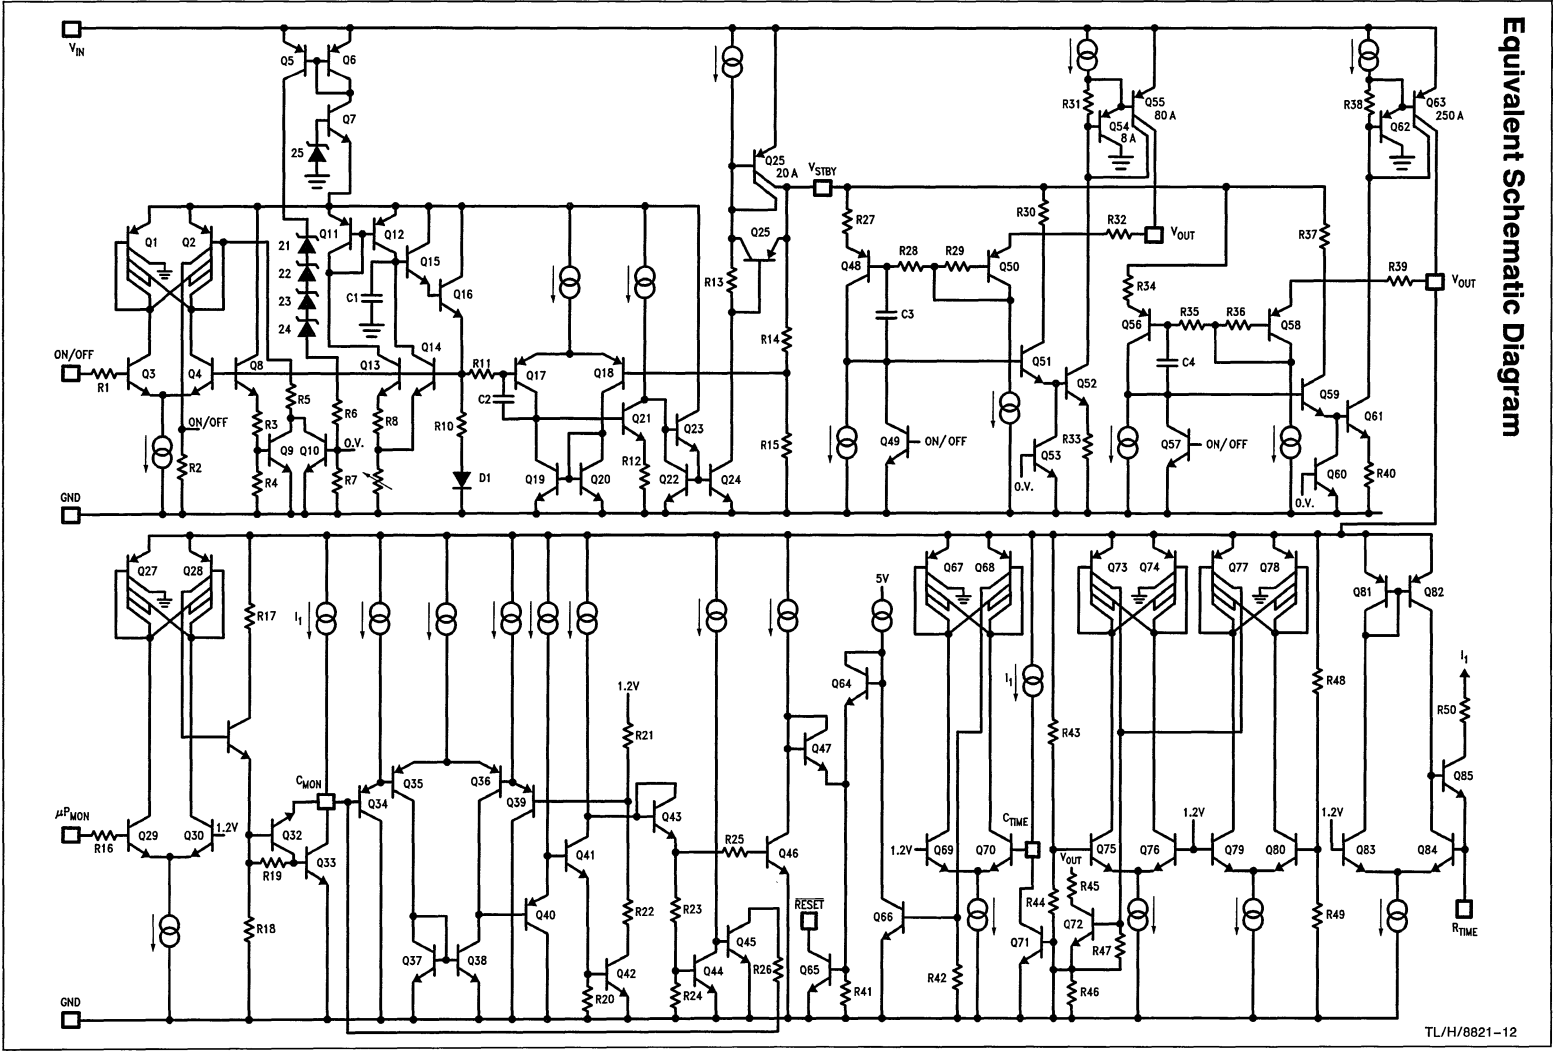 Equivalent Schematic Diagram
VIN
Q5
Q6
Q7
25
Q25
20 A
VSTBY
R31
Q54
8 A
Q55
80 A
R38
Q62
Q63
250 A
Q1
Q2
21
22
23
24
Q11
Q12
Q15
Q16
C1
R13
Q25
R14
R27
Q48
R28
R29
Q50
R30
R32
VOUT
C3
R37
R34
Q56
R35
R36
Q58
C4
R39
VOUT
ON/OFF
R1
Q3
Q4
Q8
Q13
Q14
R11
Q17
Q18
C2
Q21
Q23
R3
R5
R6
R8
R10
ON/OFF
R2
R4
Q9
Q10
O.V.
R7
D1
Q19
Q20
R12
Q22
Q24
R15
Q49
ON/OFF
Q51
Q52
Q53
O.V.
R33
Q57
ON/OFF
Q59
Q61
Q60
O.V.
R40
GND
Q27
Q28
R17
I1
5V
Q67
Q68
Q73
Q74
Q77
Q78
Q81
Q82
1.2V
R21
Q64
Q47
I1
R43
R48
I1
R50
Q85
CMON
Q34
Q35
Q36
Q39
Q43
μPMON
R16
Q29
Q30
1.2V
Q32
R19
Q33
R18
Q41
R25
Q46
CTIME
1.2V
Q69
Q70
VOUT
Q75
Q76
1.2V
Q79
Q80
1.2V
Q83
Q84
Q40
R22
R23
RESET
Q66
R44
R45
Q72
R49
RTIME
Q37
Q38
R20
Q42
R24
Q44
Q45
R26
Q65
R41
R42
Q71
R47
R46
GND
TL/H/8821–12